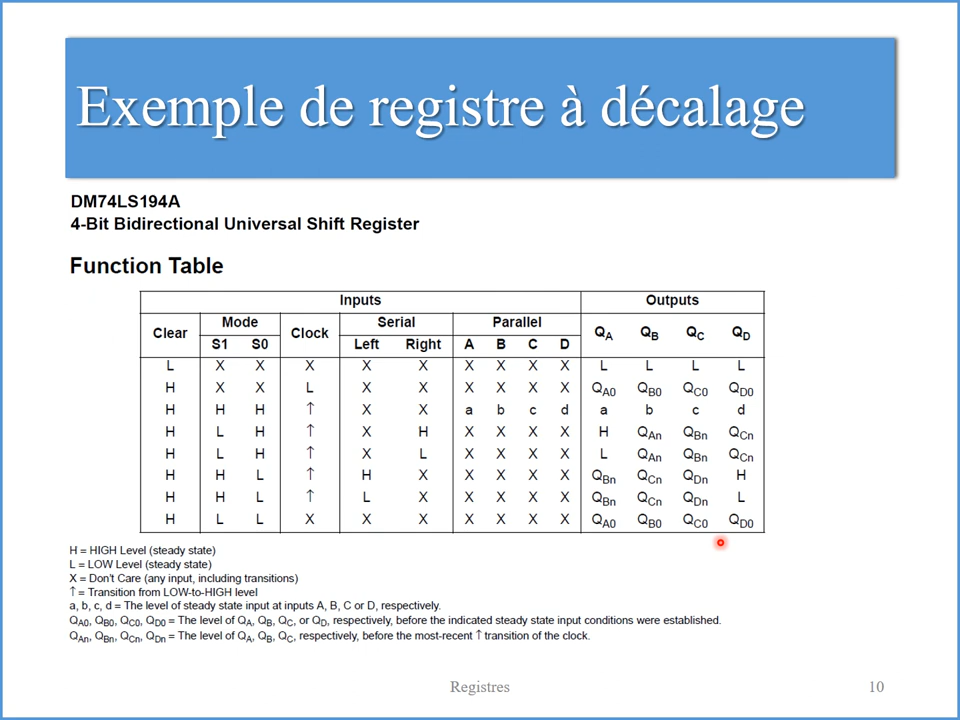 Exemple de registre à décalage
DM74LS194A
4-Bit Bidirectional Universal Shift Register
Function Table
Inputs Outputs
Clear Mode Clock Serial Parallel QA QB QC QD
S1 S0 Left Right A B C D
L X X X X X X X X X L L L L
H X X L X X X X X X QA0 QB0 QC0 QD0
H H H ↑ X X a b c d a b c d
H L H ↑ X H X X X X H QAn QBn QCn
H L H ↑ X L X X X X L QAn QBn QCn
H H L ↑ H X X X X X QBn QCn QDn H
H H L ↑ L X X X X X QBn QCn QDn L
H L L X X X X X X X QA0 QB0 QC0 QD0
H = HIGH Level (steady state)
L = LOW Level (steady state)
X = Don't Care (any input, including transitions)
↑ = Transition from LOW-to-HIGH level
a, b, c, d = The level of steady state input at inputs A, B, C or D, respectively.
QA0, QB0, QC0, QD0 = The level of QA, QB, QC, or QD, respectively, before the indicated steady state input conditions were established.
QAn, QBn, QCn, QDn = The level of QA, QB, QC, respectively, before the most-recent ↑ transition of the clock.
Registres 10